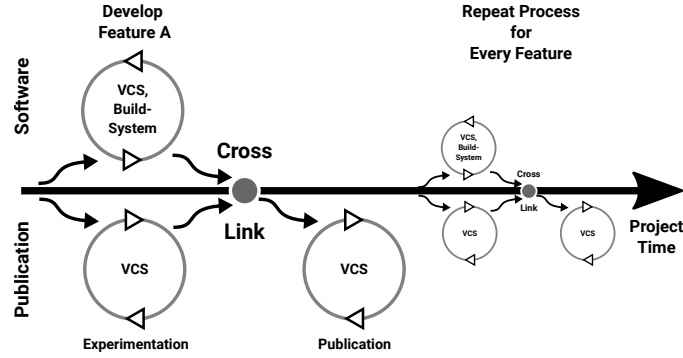 Develop
Feature A
Repeat Process
for
Every Feature
Software
VCS,
Build-
System
Cross
Link
Publication
VCS
Experimentation
VCS
Publication
VCS,
Build-
System
Cross
Link
VCS
VCS
Project
Time